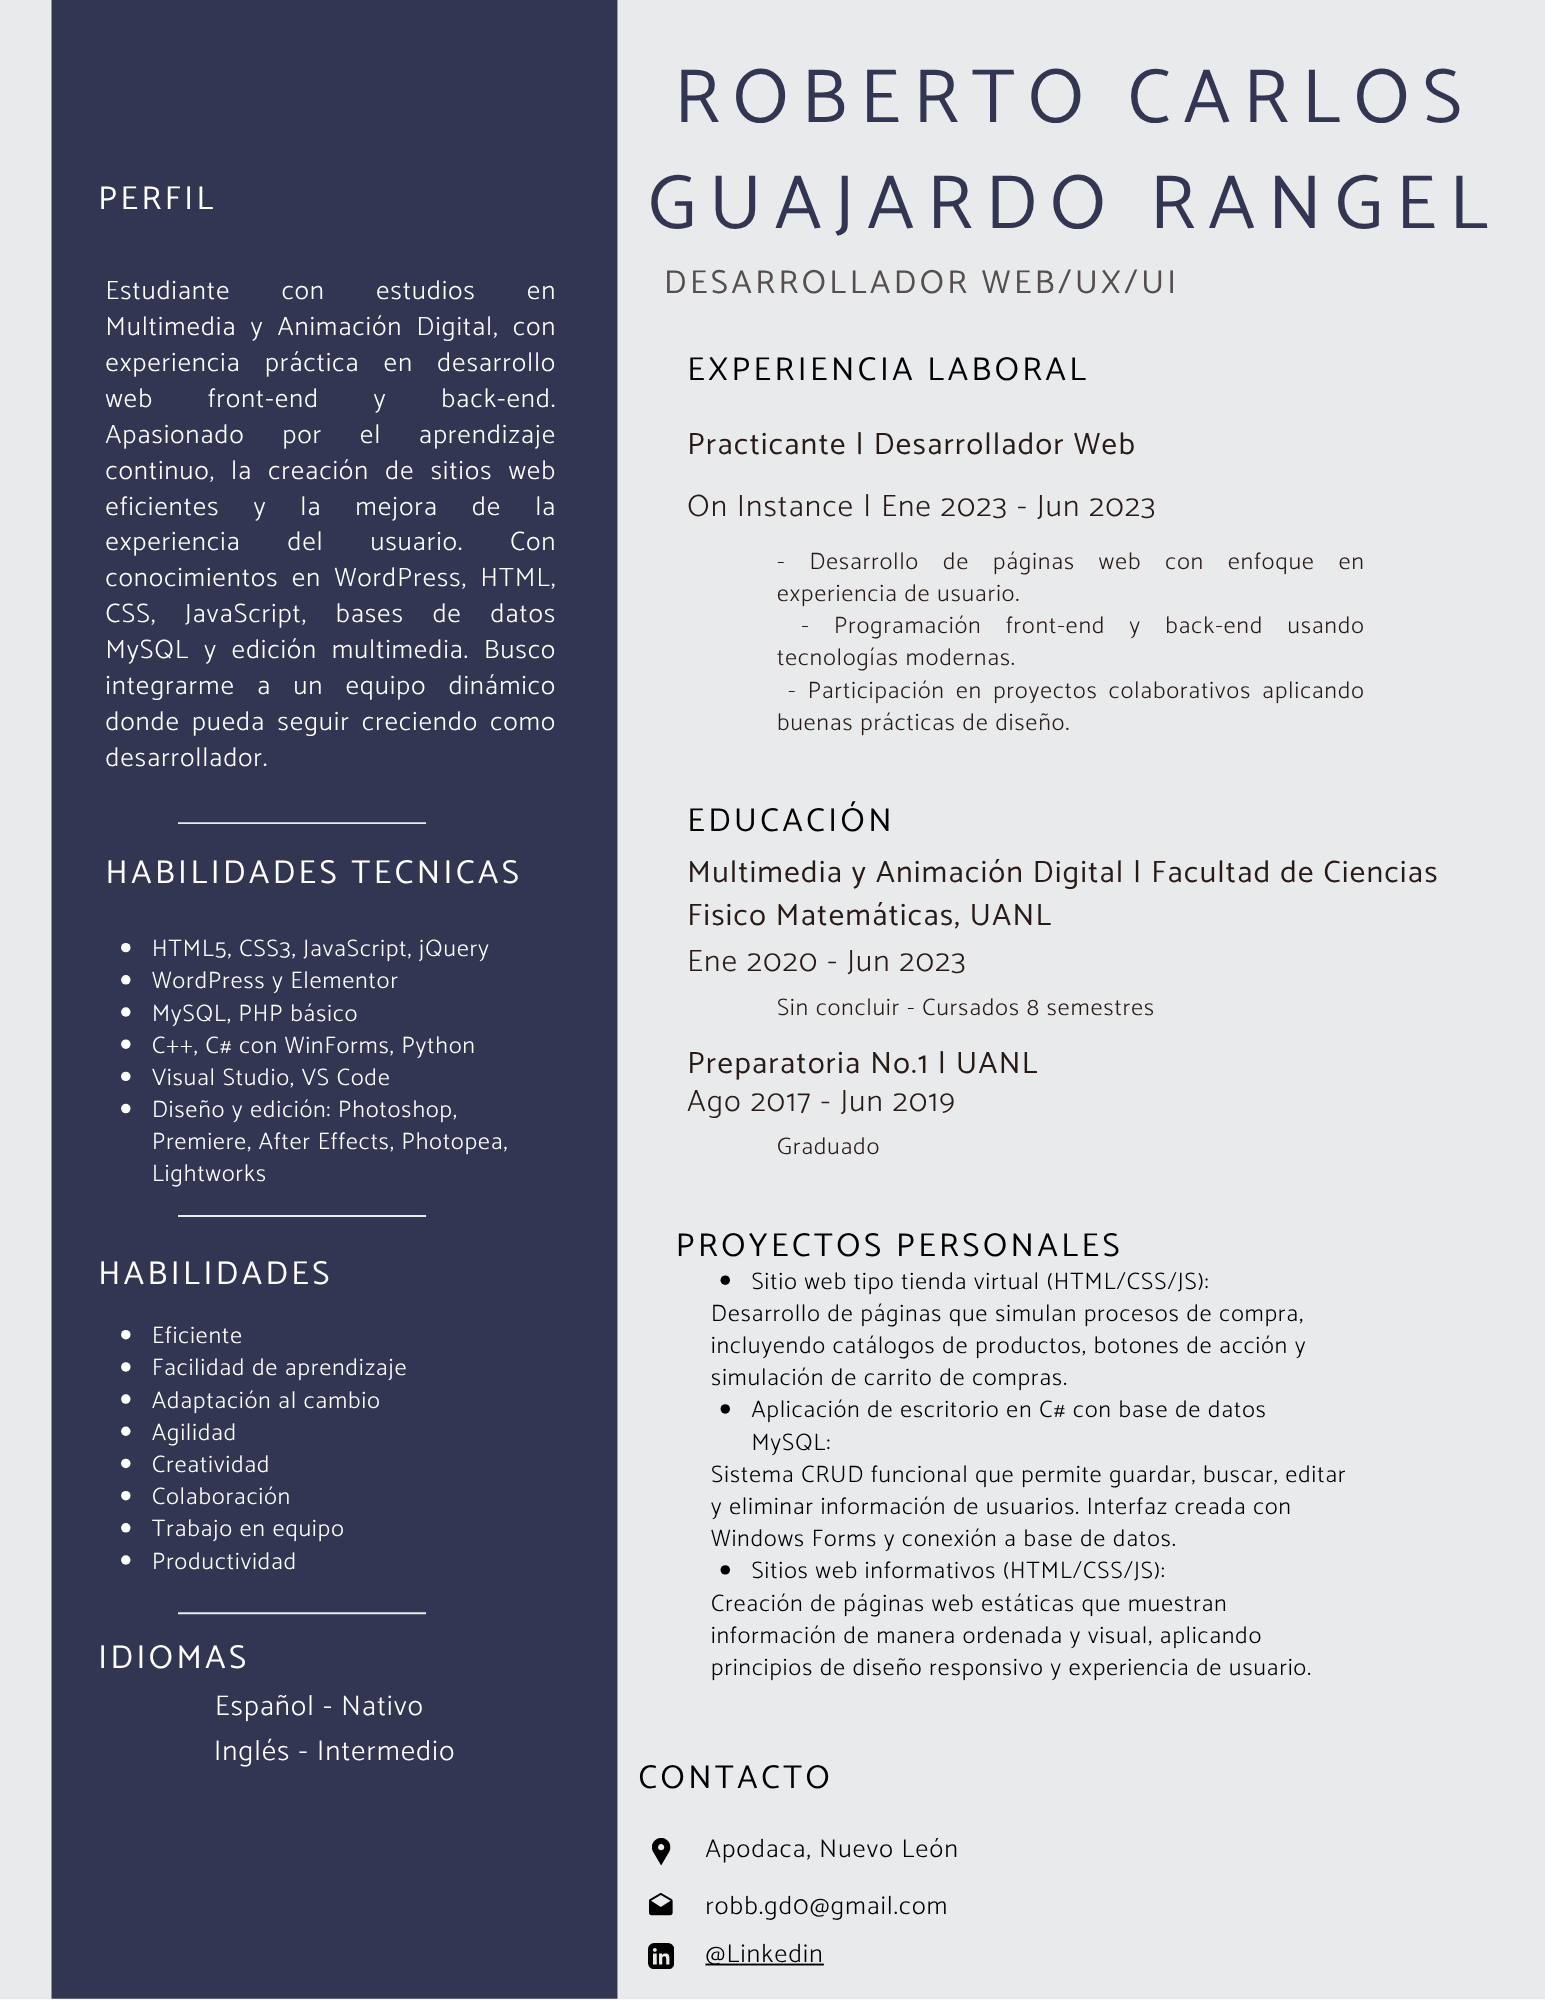 ROBERTO CARLOS
GUAJARDO RANGEL
DESARROLLADOR WEB/UX/UI
PERFIL
Estudiante con estudios en
Multimedia y Animación Digital, con
experiencia práctica en desarrollo
web front-end y back-end.
Apasionado por el aprendizaje
continuo, la creación de sitios web
eficientes y la mejora de la
experiencia del usuario. Con
conocimientos en WordPress, HTML,
CSS, JavaScript, bases de datos
MySQL y edición multimedia. Busco
integrarme a un equipo dinámico
donde pueda seguir creciendo como
desarrollador.
HABILIDADES TECNICAS
• HTML5, CSS3, JavaScript, jQuery
• WordPress y Elementor
• MySQL, PHP básico
• C++, C# con WinForms, Python
• Visual Studio, VS Code
• Diseño y edición: Photoshop,
Premiere, After Effects, Photopea,
Lightworks
HABILIDADES
• Eficiente
• Facilidad de aprendizaje
• Adaptación al cambio
• Agilidad
• Creatividad
• Colaboración
• Trabajo en equipo
• Productividad
IDIOMAS
Español - Nativo
Inglés - Intermedio
EXPERIENCIA LABORAL
Practicante | Desarrollador Web
On Instance | Ene 2023 - Jun 2023
- Desarrollo de páginas web con enfoque en
experiencia de usuario.
- Programación front-end y back-end usando
tecnologías modernas.
- Participación en proyectos colaborativos aplicando
buenas prácticas de diseño.
EDUCACIÓN
Multimedia y Animación Digital | Facultad de Ciencias
Fisico Matemáticas, UANL
Ene 2020 - Jun 2023
Sin concluir - Cursados 8 semestres
Preparatoria No.1 | UANL
Ago 2017 - Jun 2019
Graduado
PROYECTOS PERSONALES
• Sitio web tipo tienda virtual (HTML/CSS/JS):
Desarrollo de páginas que simulan procesos de compra,
incluyendo catálogos de productos, botones de acción y
simulación de carrito de compras.
• Aplicación de escritorio en C# con base de datos
MySQL:
Sistema CRUD funcional que permite guardar, buscar, editar
y eliminar información de usuarios. Interfaz creada con
Windows Forms y conexión a base de datos.
• Sitios web informativos (HTML/CSS/JS):
Creación de páginas web estáticas que muestran
información de manera ordenada y visual, aplicando
principios de diseño responsivo y experiencia de usuario.
CONTACTO
Apodaca, Nuevo León
robb.gd0@gmail.com
in @Linkedin